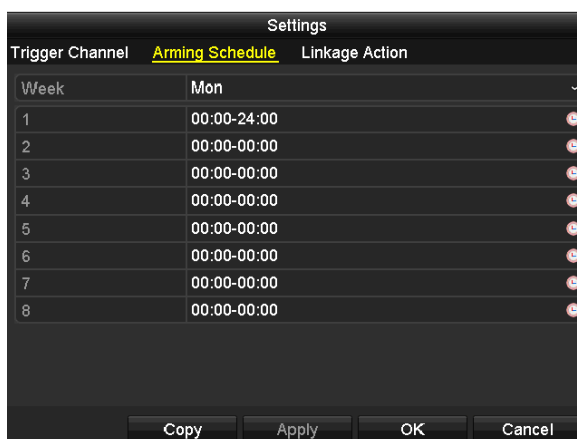 Settings
Trigger Channel Arming Schedule Linkage Action
Week Mon
1 00:00-24:00
2 00:00-00:00
3 00:00-00:00
4 00:00-00:00
5 00:00-00:00
6 00:00-00:00
7 00:00-00:00
8 00:00-00:00
Copy Apply OK Cancel